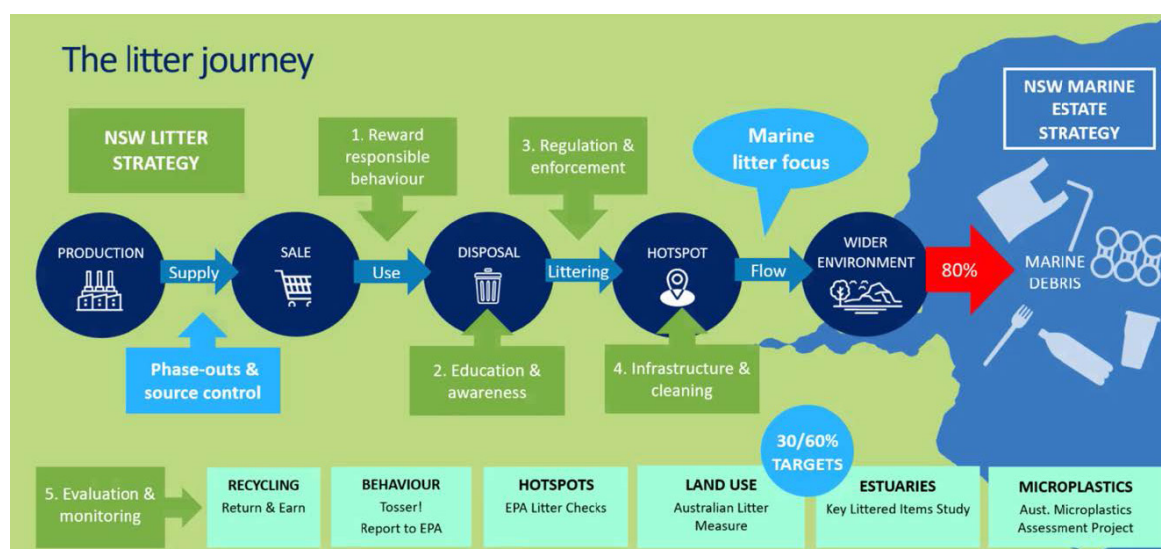 The litter journey
NSW LITTER
STRATEGY
1. Reward
responsible
behaviour
3. Regulation &
enforcement
Marine
litter focus
NSW MARINE
ESTATE
STRATEGY
PRODUCTION
Supply
SALE
Use
DISPOSAL
Littering
HOTSPOT
Flow
WIDER
ENVIRONMENT
80%
MARINE
DEBRIS
Phase-outs &
source control
2. Education &
awareness
4. Infrastructure &
cleaning
30/60%
TARGETS
5. Evaluation &
monitoring
RECYCLING
Return & Earn
BEHAVIOUR
Tosser!
Report to EPA
HOTSPOTS
EPA Litter Checks
LAND USE
Australian Litter
Measure
ESTUARIES
Key Littered Items Study
MICROPLASTICS
Aust. Microplastics
Assessment Project